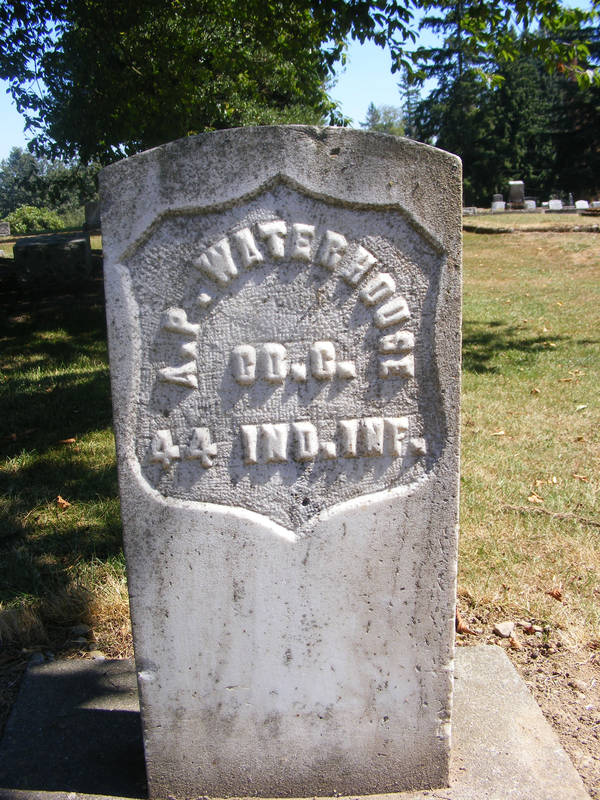 A.P. WATERHOUSE
CO. C.
44 IND. INF.